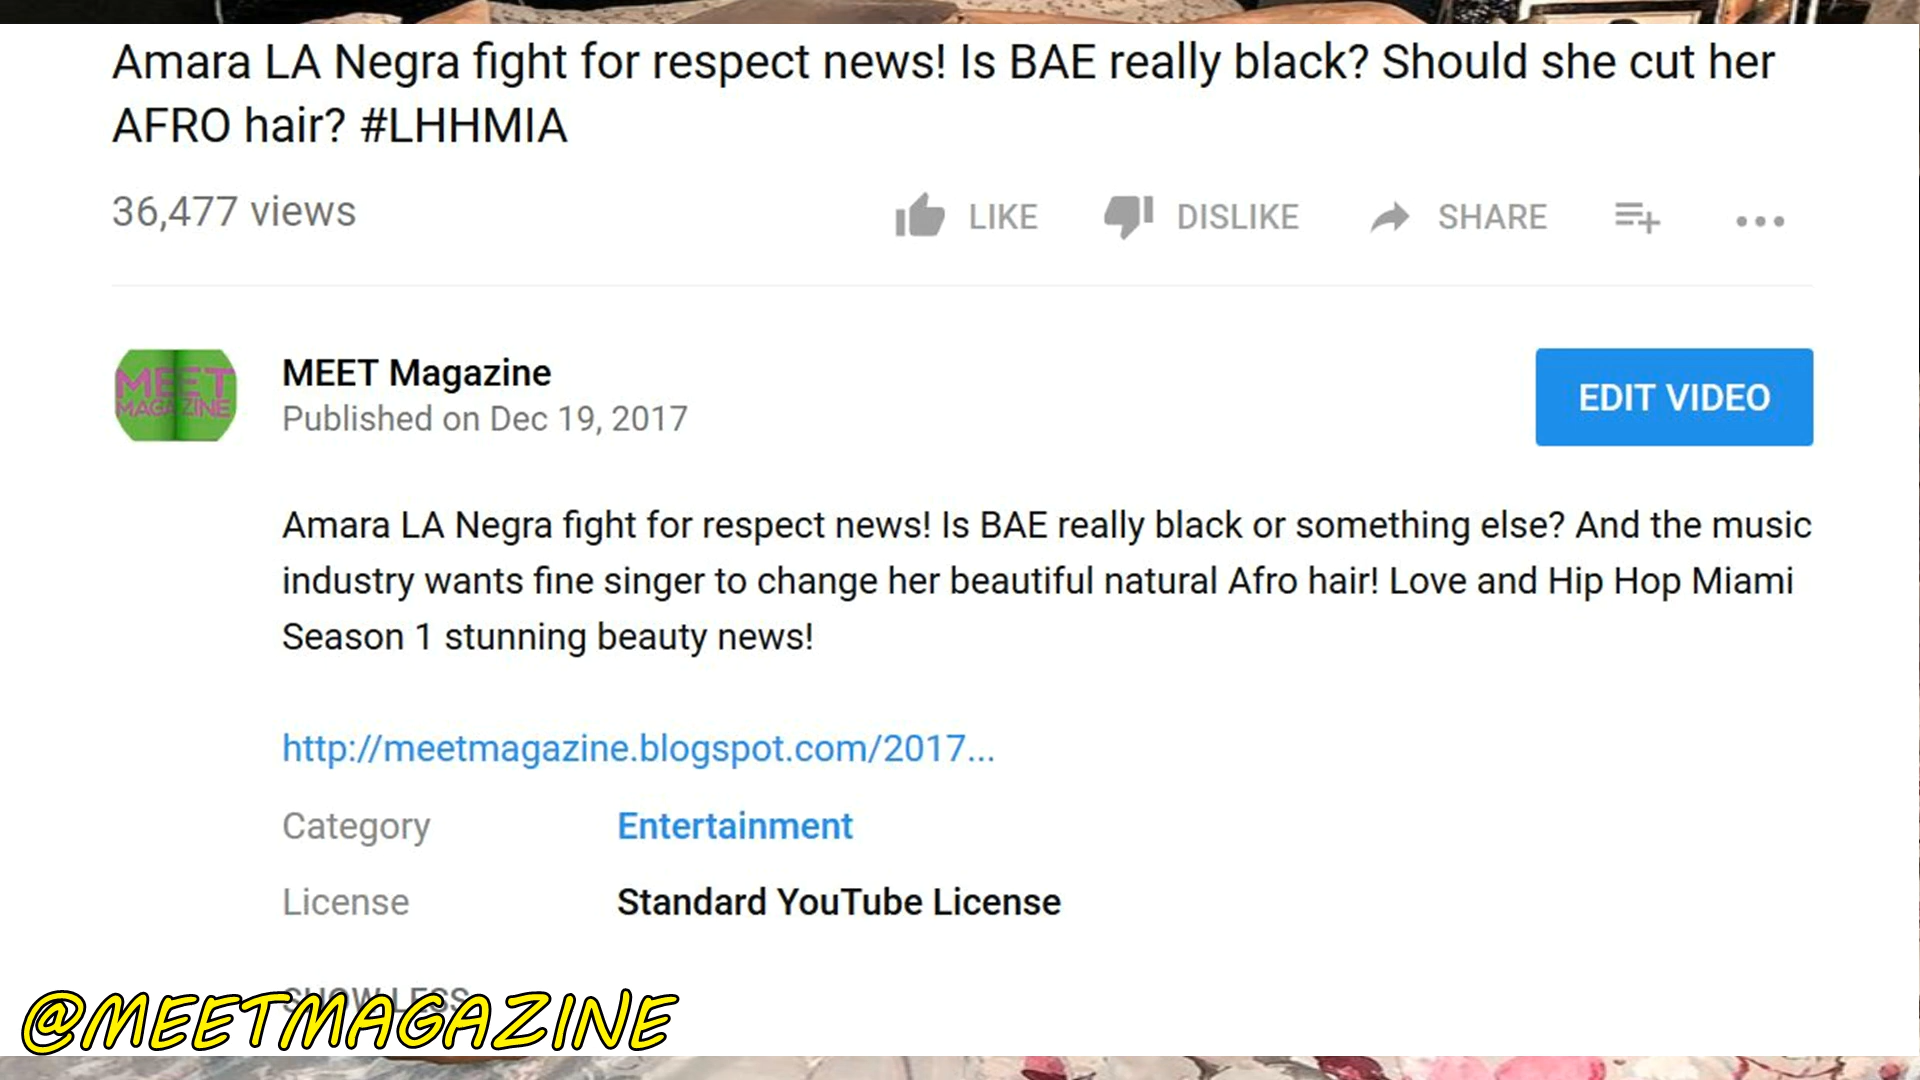 Amara LA Negra fight for respect news! Is BAE really black? Should she cut her
AFRO hair? #LHHMIA
36,477 views
LIKE
DISLIKE
SHARE
MEET
MAGAZINE
MEET Magazine
Published on Dec 19, 2017
EDIT VIDEO
Amara LA Negra fight for respect news! Is BAE really black or something else? And the music
industry wants fine singer to change her beautiful natural Afro hair! Love and Hip Hop Miami
Season 1 stunning beauty news!
http://meetmagazine.blogspot.com/2017...
Category Entertainment
License Standard YouTube License
SHOW LESS
@MEETMAGAZINE